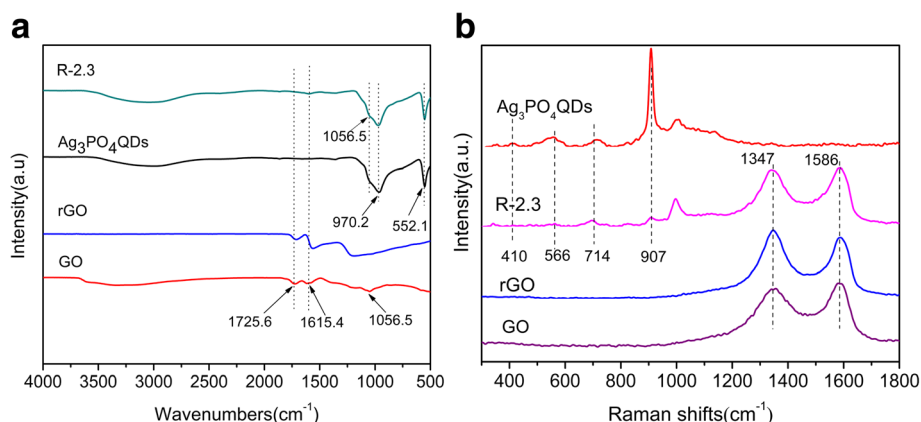 a
R-2.3
1056.5
Ag3PO4QDs
970.2
552.1
rGO
GO
1725.6
1615.4
1056.5
Intensity(a.u)
4000 3500 3000 2500 2000 1500 1000 500
Wavenumbers(cm-1)
b
Ag3PO4QDs
1347
1586
R-2.3
410
566
714
907
rGO
GO
Intensity(a.u.)
400 600 800 1000 1200 1400 1600 1800
Raman shifts(cm-1)